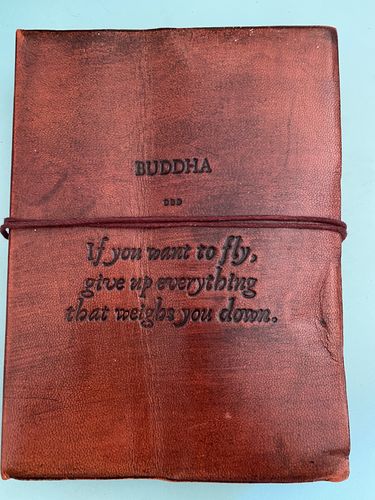 BUDDHA
If you want to fly,
give up everything
that weighs you down.